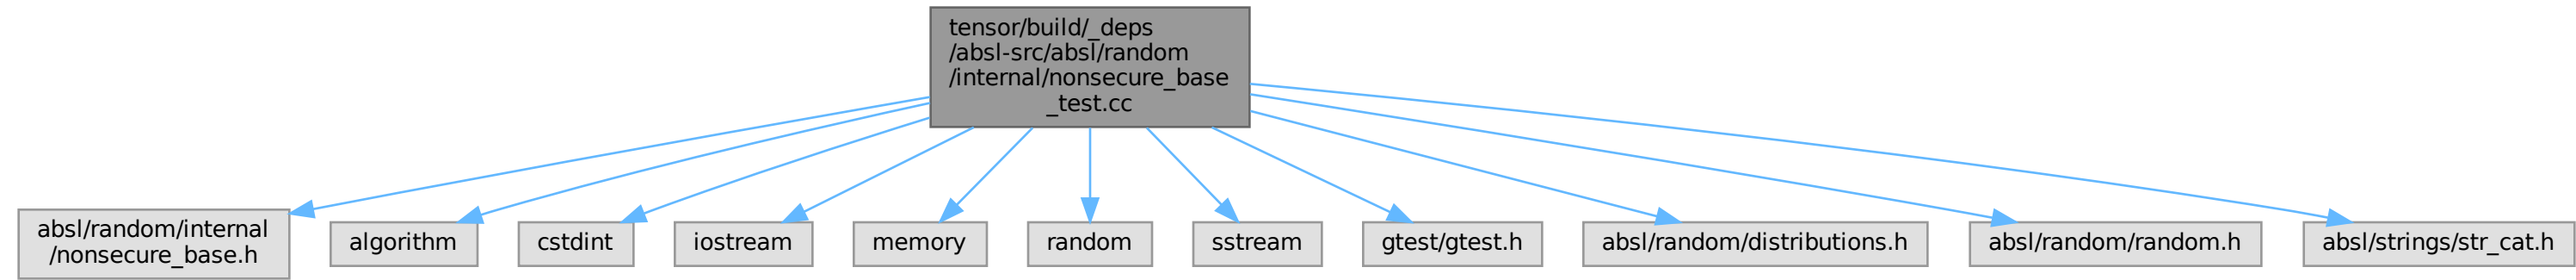 tensor/build/_deps
/absl-src/absl/random
/internal/nonsecure_base
_test.cc
absl/random/internal
/nonsecure_base.h
algorithm
cstdint
iostream
memory
random
sstream
gtest/gtest.h
absl/random/distributions.h
absl/random/random.h
absl/strings/str_cat.h